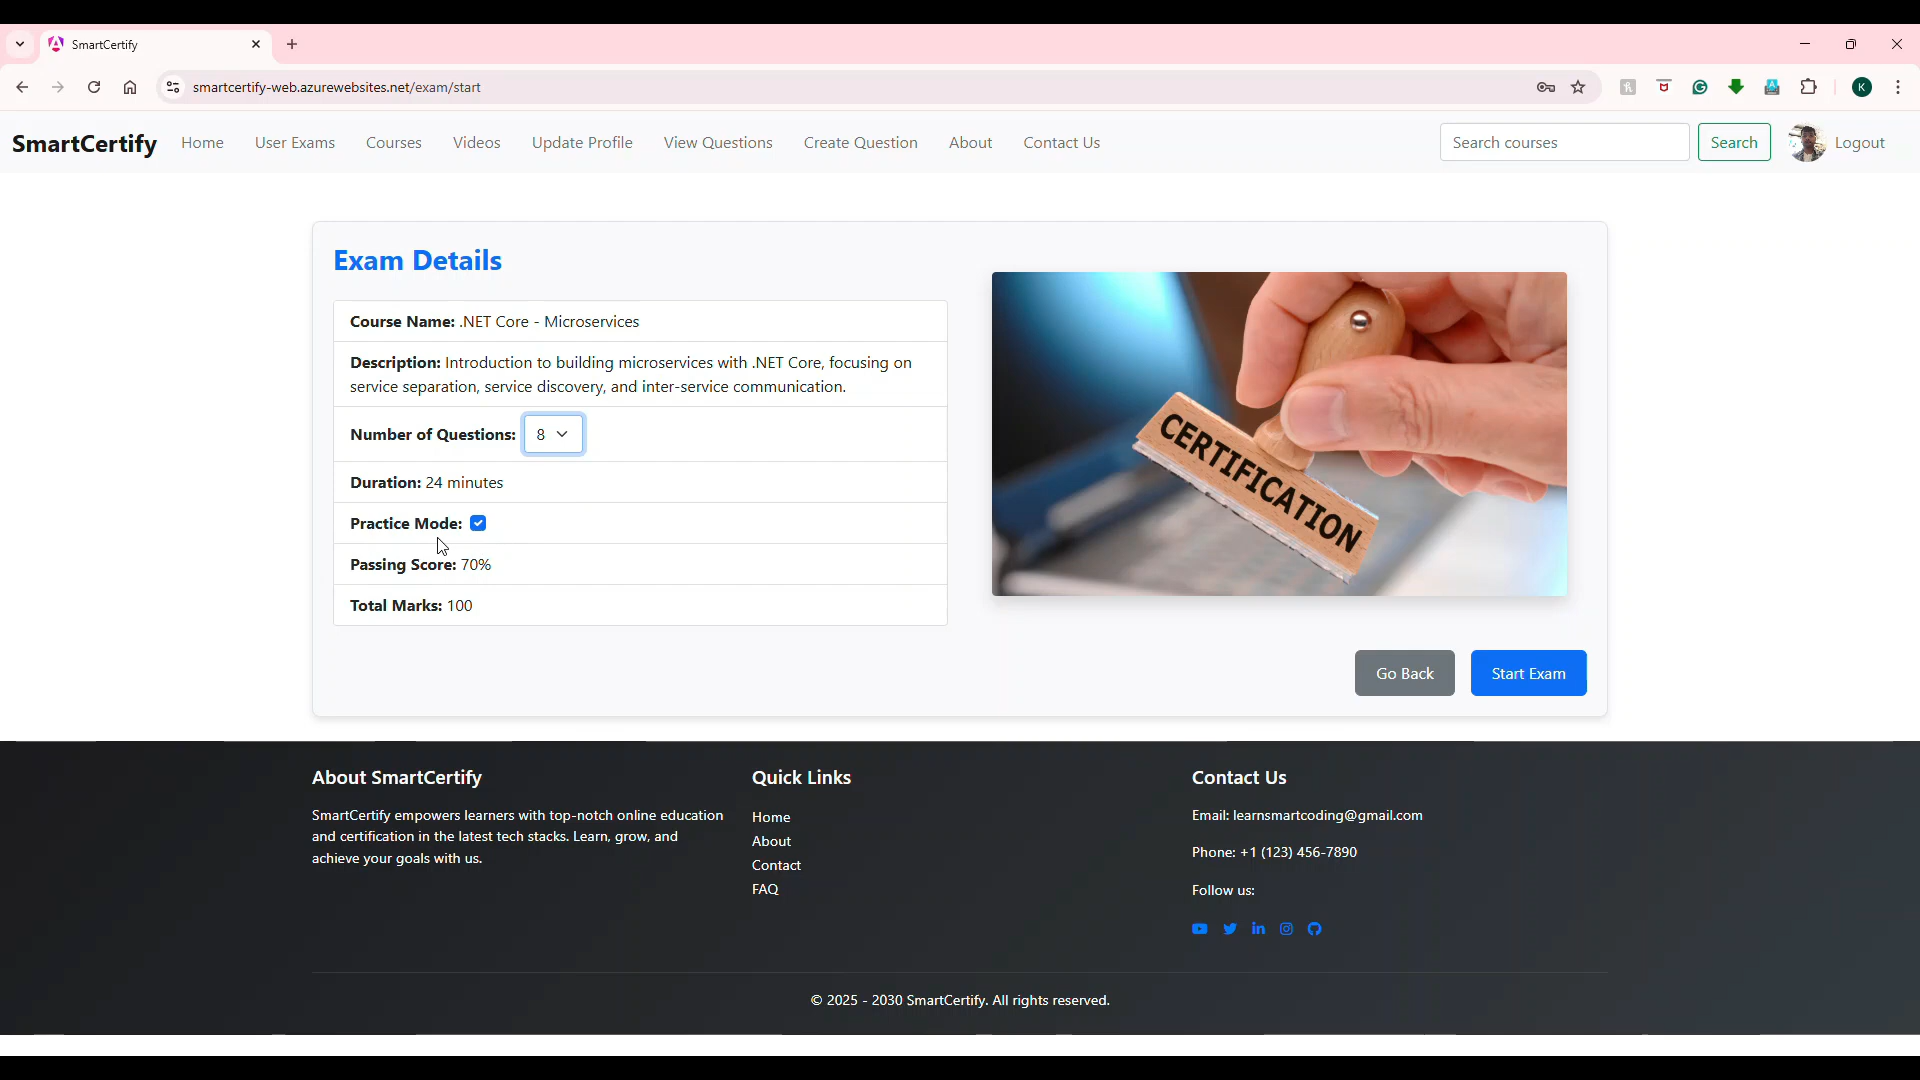 SmartCertify
smartcertify-web.azurewebsites.net/exam/start
K
SmartCertify Home User Exams Courses Videos Update Profile View Questions Create Question About Contact Us Search courses Search Logout
Exam Details
Course Name: .NET Core - Microservices
Description: Introduction to building microservices with .NET Core, focusing on
service separation, service discovery, and inter-service communication.
Number of Questions: 8
Duration: 24 minutes
Practice Mode:
Passing Score: 70%
Total Marks: 100
CERTIFICATION
Go Back Start Exam
About SmartCertify
SmartCertify empowers learners with top-notch online education
and certification in the latest tech stacks. Learn, grow, and
achieve your goals with us.
Quick Links
Home
About
Contact
FAQ
Contact Us
Email: learnsmartcoding@gmail.com
Phone: +1 (123) 456-7890
Follow us:
© 2025 - 2030 SmartCertify. All rights reserved.